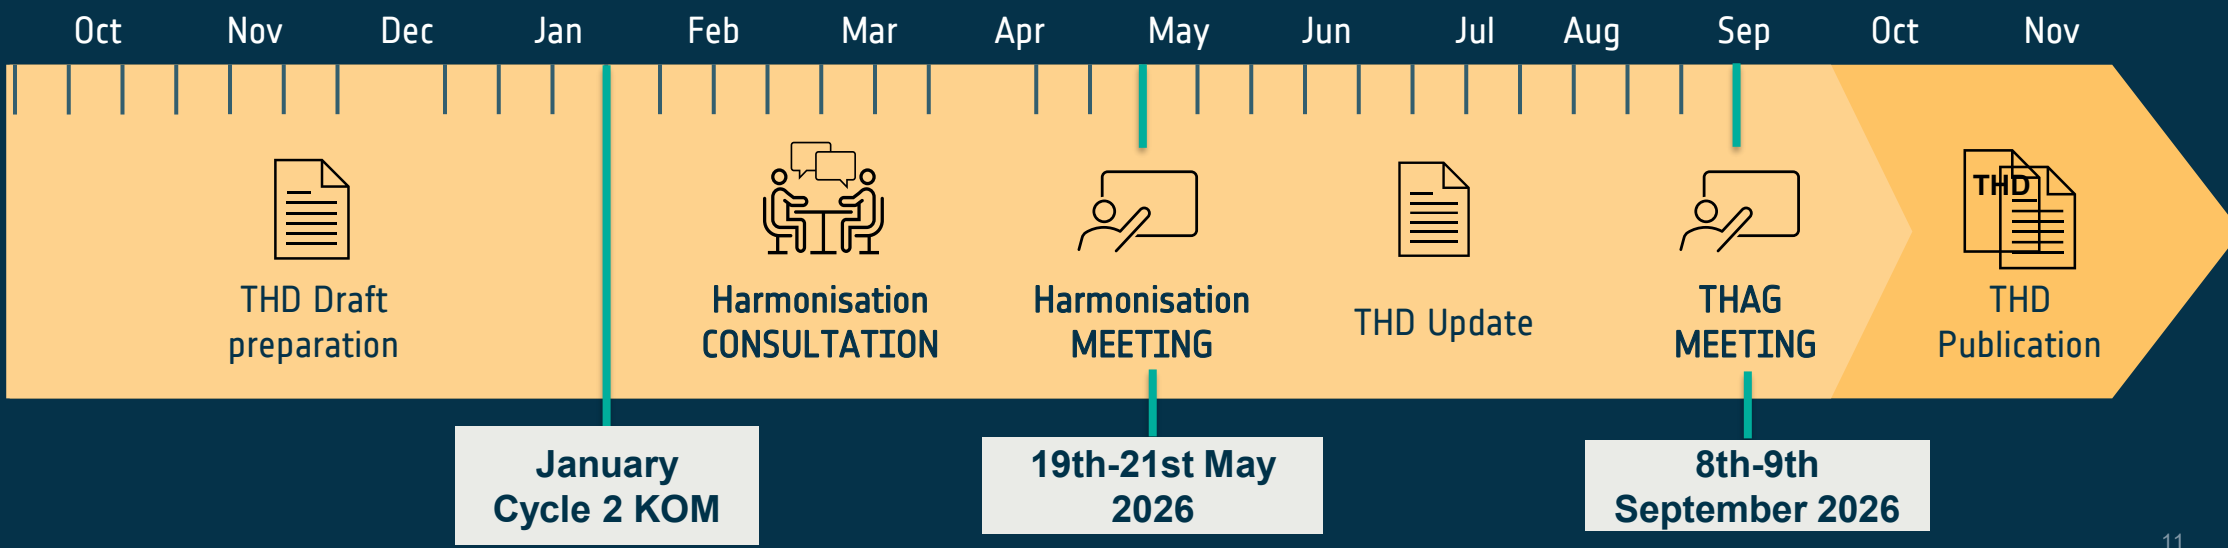 Oct Nov Dec Jan Feb Mar Apr May Jun Jul Aug Sep Oct Nov
THD Draft
preparation
Harmonisation
CONSULTATION
Harmonisation
MEETING
THD Update
THAG
MEETING
THD
THD
Publication
January
Cycle 2 KOM
19th-21st May
2026
8th-9th
September 2026
11